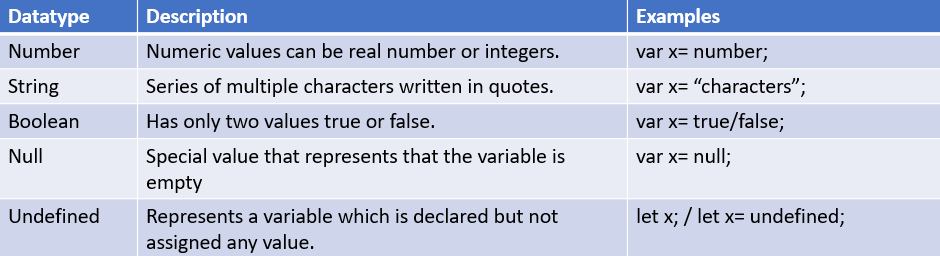 Datatype Description Examples
Number Numeric values can be real number or integers. var x= number;
String Series of multiple characters written in quotes. var x= “characters”;
Boolean Has only two values true or false. var x= true/false;
Null Special value that represents that the variable is var x= null;
empty
Undefined Represents a variable which is declared but not let x; / let x= undefined;
assigned any value.